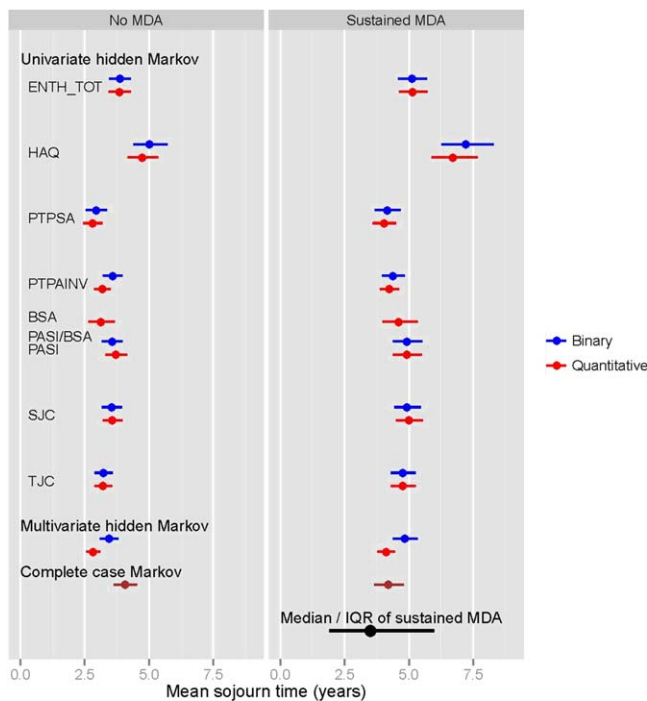 No MDA
Sustained MDA
Univariate hidden Markov
ENTH_TOT
HAQ
PTPSA
PTPAINV
BSA
PASI/BSA
PASI
SJC
TJC
Multivariate hidden Markov
Complete case Markov
Median / IQR of sustained MDA
Binary
Quantitative
0.0 2.5 5.0 7.5 0.0 2.5 5.0 7.5
Mean sojourn time (years)